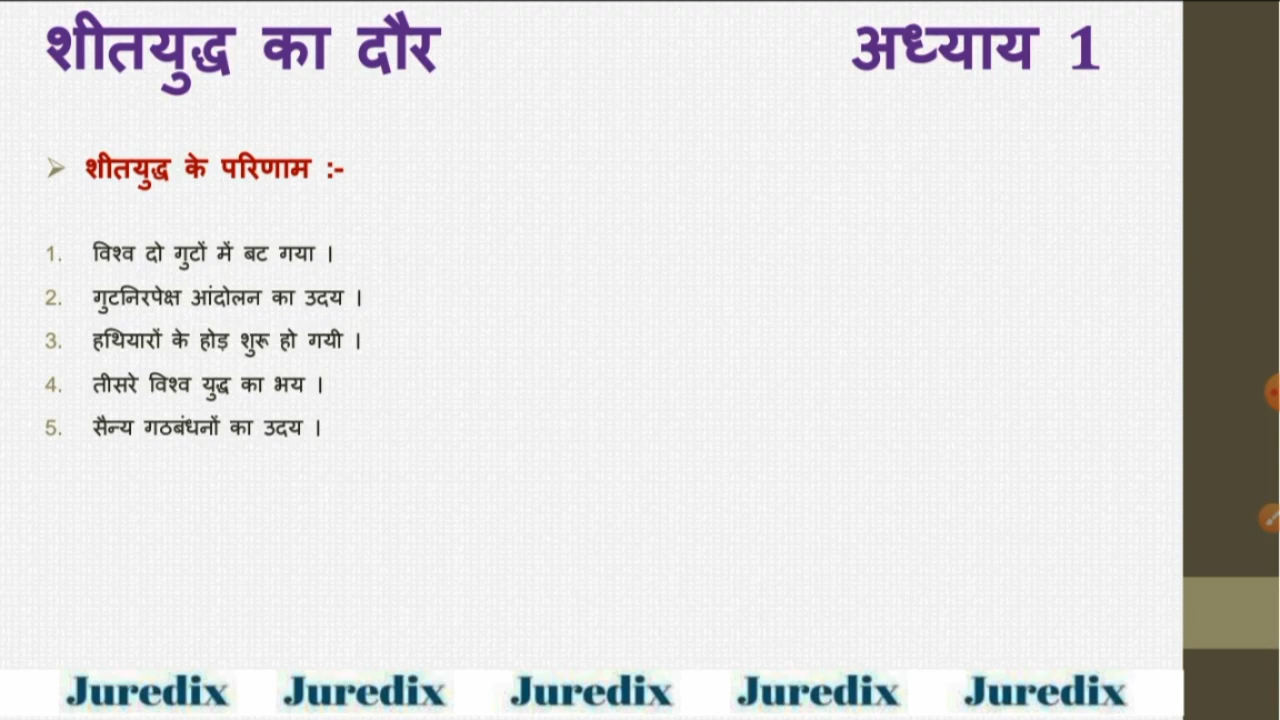 शीतयुद्ध का दौर अध्याय 1
➢ शीतयुद्ध के परिणाम :-
1. विश्व दो गुटों में बट गया ।
2. गुटनिरपेक्ष आंदोलन का उदय ।
3. हथियारों के होड़ शुरू हो गयी ।
4. तीसरे विश्व युद्ध का भय ।
5. सैन्य गठबंधनों का उदय ।
Juredix Juredix Juredix Juredix Juredix